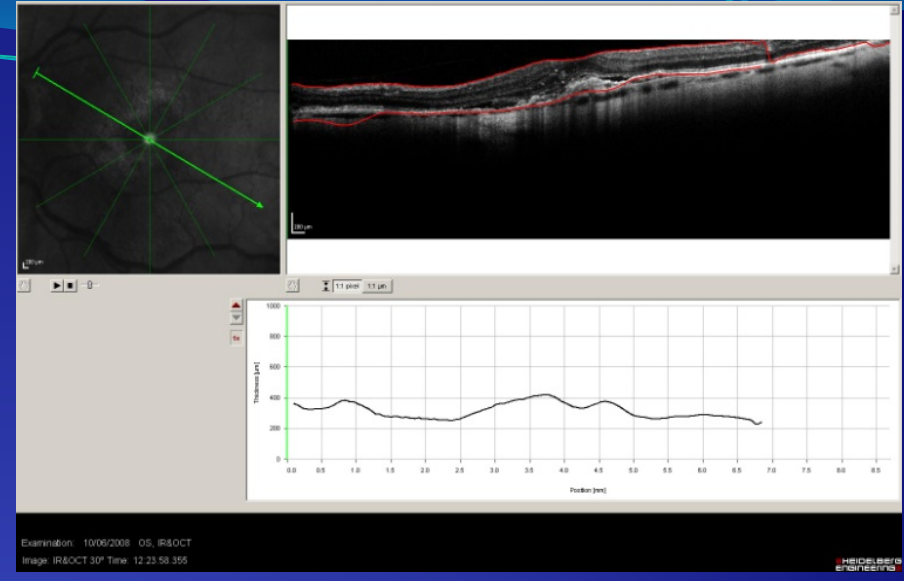 200 µm
200 µm
1:1 pixel 1:1 µm
1000
800
600
400
200
0
Thickness [µm]
0.0 0.5 1.0 1.5 2.0 2.5 3.0 3.5 4.0 4.5 5.0 5.5 6.0 6.5 7.0 7.5 8.0 8.5
Position [mm]
Examination: 10/06/2008 OS, IR&OCT
Image: IR&OCT 30° Time: 12:23:58.355
HEIDELBERG
ENGINEERING